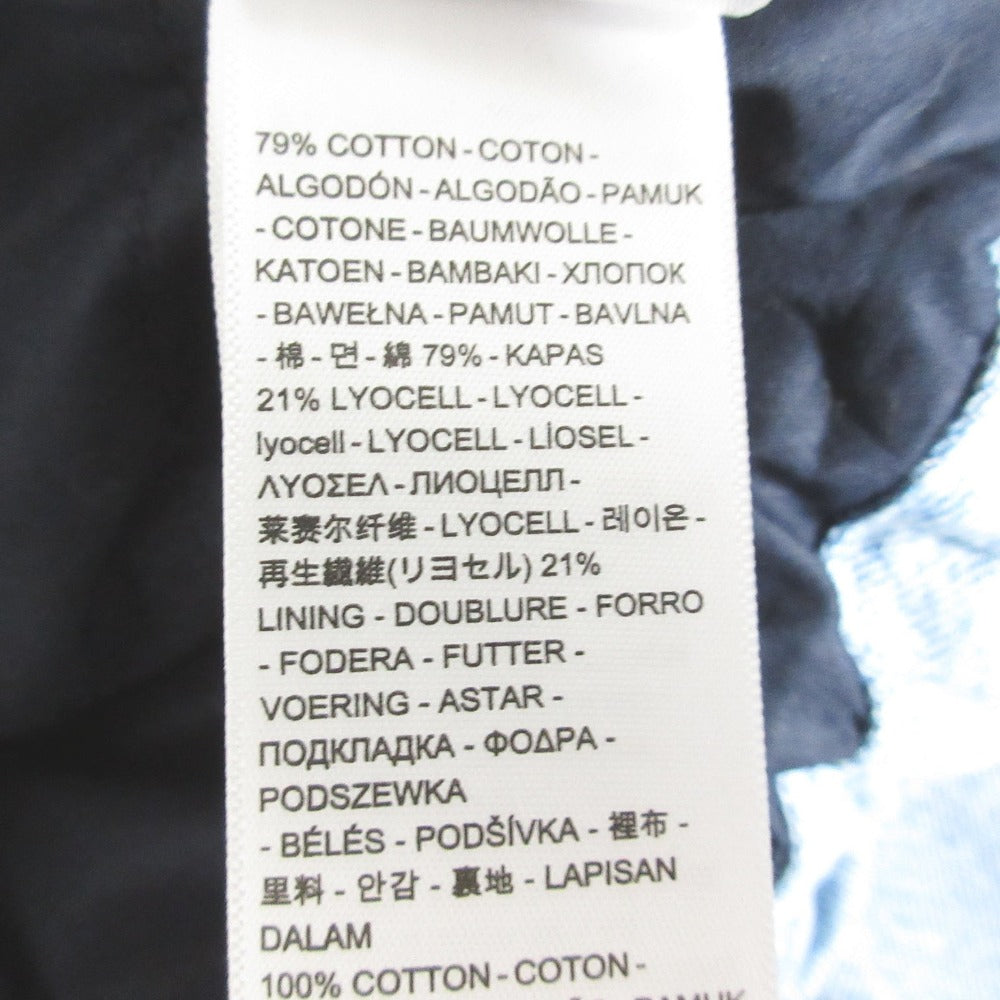 79% COTTON - COTON -
ALGODÓN - ALGODÃO - PAMUK
- COTONE - BAUMWOLLE -
KATOEN - BAMBAKI - ХЛОПОК
- BAWEŁNA - PAMUT - BAVLNA
- 棉 - 면 - 綿 79% - KAPAS
21% LYOCELL - LYOCELL -
lyocell - LYOCELL - LİOSEL -
ΛΥΟΣΕΛ - ЛИОЦЕЛЛ -
莱赛尔纤维 - LYOCELL - 레이온 -
再生繊維(リヨセル) 21%
LINING - DOUBLURE - FORRO
- FODERA - FUTTER -
VOERING - ASTAR -
ПОДКЛАДКА - ΦΟΔΡΑ -
PODSZEWKA
- BÉLÉS - PODŠÍVKA - 裡布 -
里料 - 안감 - 裏地 - LAPISAN
DALAM
100% COTTON - COTON -
PAMUK